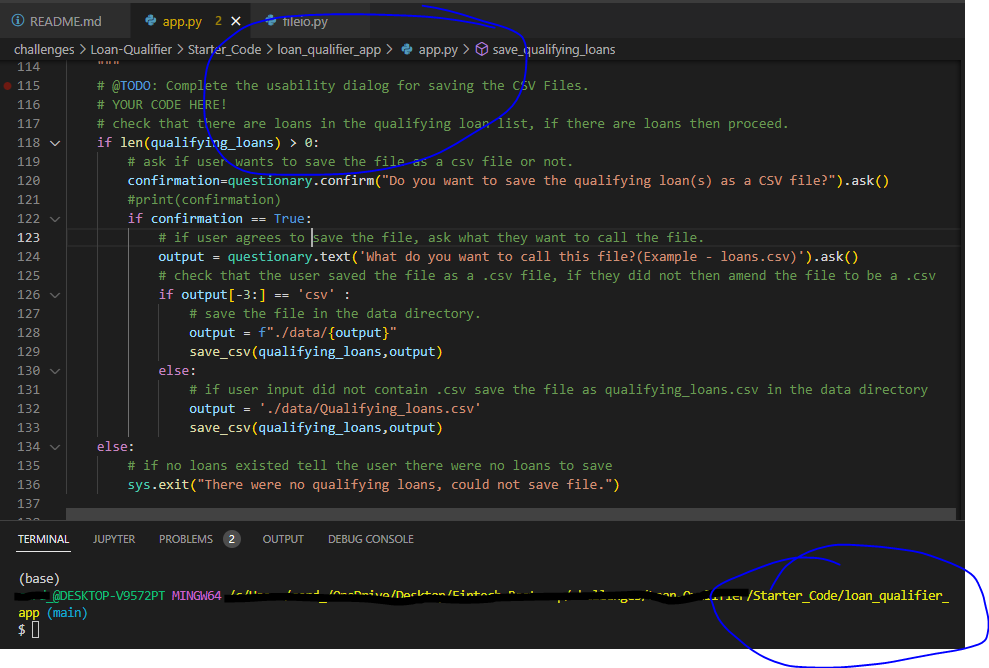 README.md app.py 2 fileio.py
challenges > Loan-Qualifier > Starter_Code > loan_qualifier_app > app.py > save_qualifying_loans
114 """
115 # @TODO: Complete the usability dialog for saving the CSV Files.
116 # YOUR CODE HERE!
117 # check that there are loans in the qualifying loan list, if there are loans then proceed.
118 if len(qualifying_loans) > 0:
119 # ask if user wants to save the file as a csv file or not.
120 confirmation=questionary.confirm("Do you want to save the qualifying loan(s) as a CSV file?").ask()
121 #print(confirmation)
122 if confirmation == True:
123 # if user agrees to save the file, ask what they want to call the file.
124 output = questionary.text('What do you want to call this file?(Example - loans.csv)').ask()
125 # check that the user saved the file as a .csv file, if they did not then amend the file to be a .csv
126 if output[-3:] == 'csv' :
127 # save the file in the data directory.
128 output = f"./data/{output}"
129 save_csv(qualifying_loans,output)
130 else:
131 # if user input did not contain .csv save the file as qualifying_loans.csv in the data directory
132 output = './data/Qualifying_loans.csv'
133 save_csv(qualifying_loans,output)
134 else:
135 # if no loans existed tell the user there were no loans to save
136 sys.exit("There were no qualifying loans, could not save file.")
137
TERMINAL JUPYTER PROBLEMS 2 OUTPUT DEBUG CONSOLE
(base)
_@DESKTOP-V9572PT MINGW64 /Starter_Code/loan_qualifier_
app (main)
$